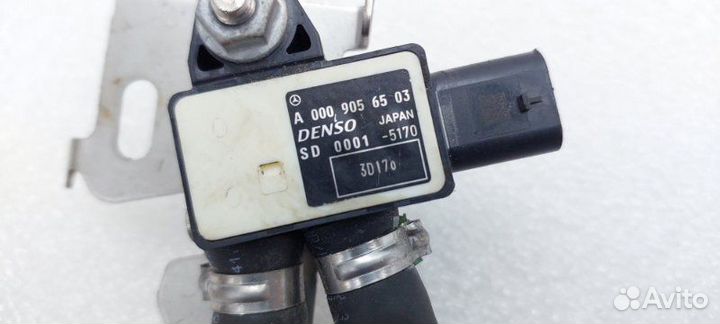 A 000 905 65 03
DENSO JAPAN
SD 0001 -5170
3D17o
Avito